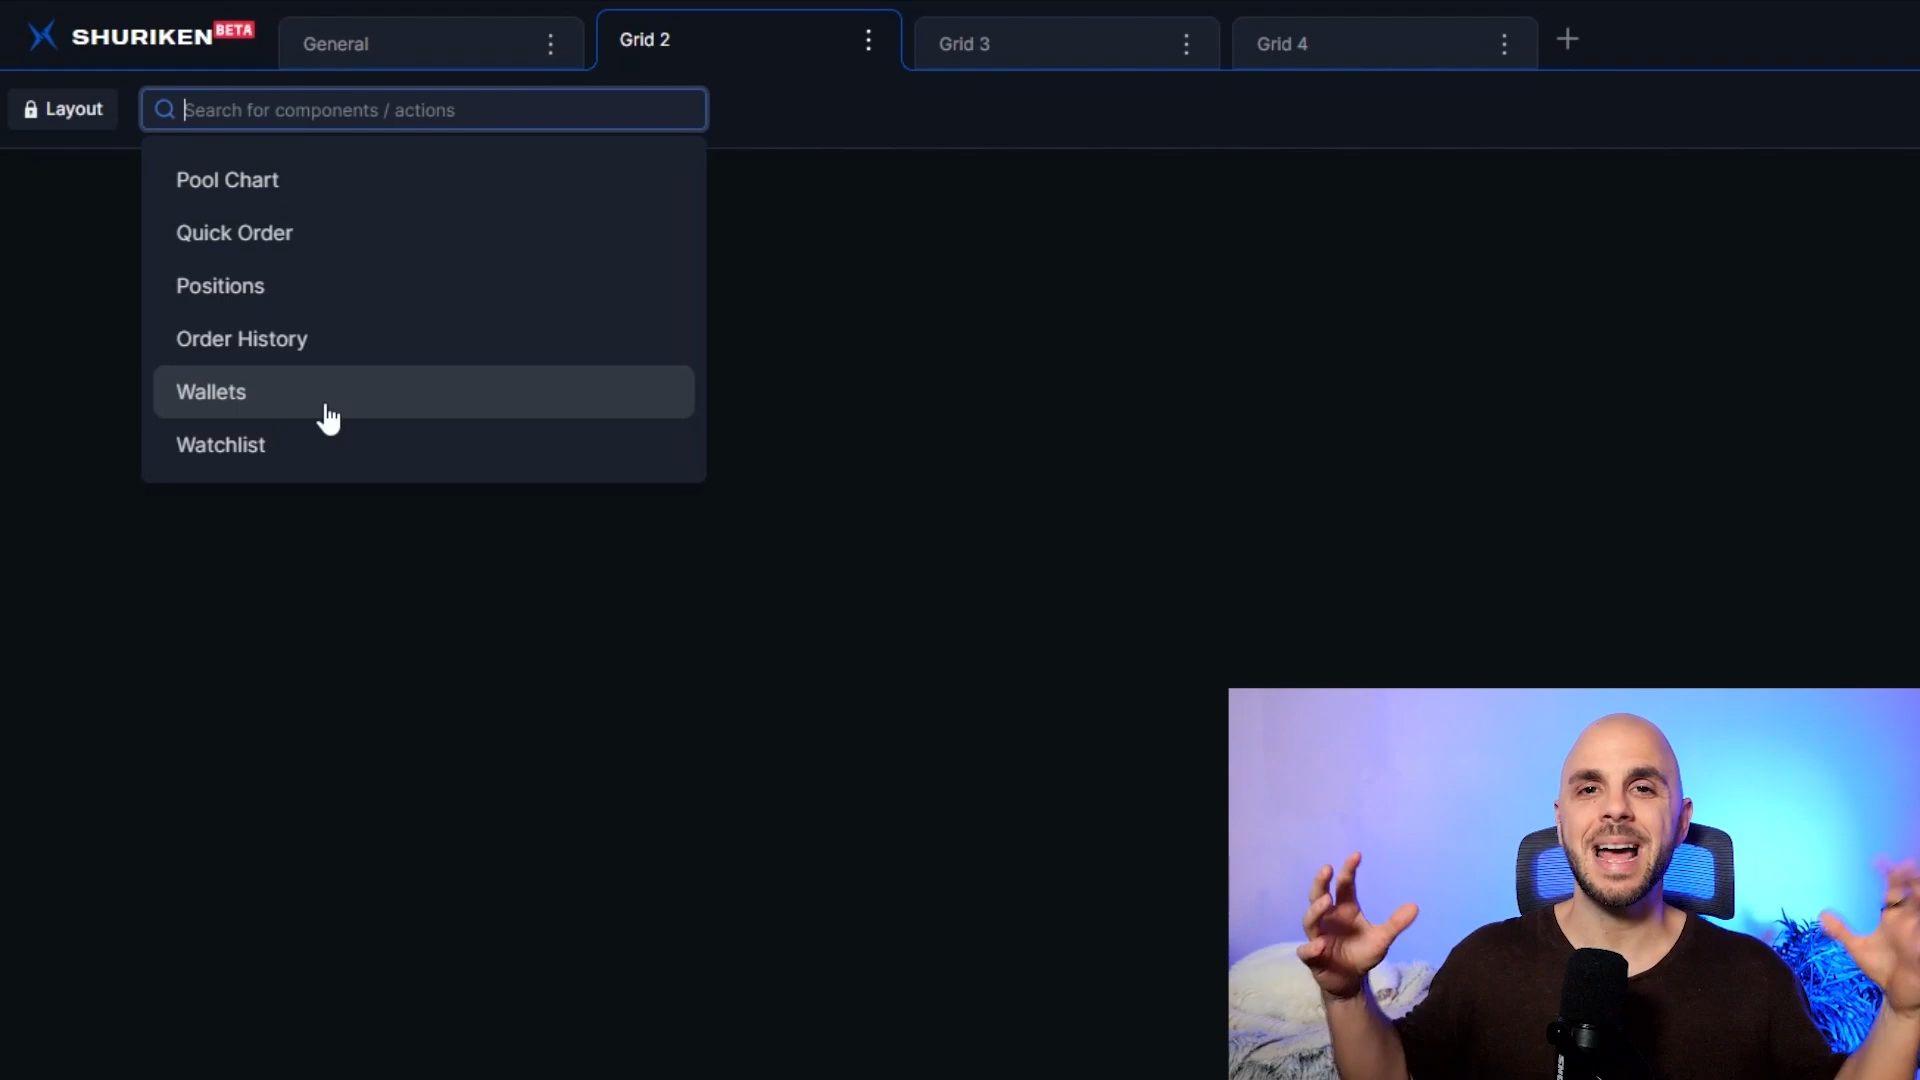 SHURIKEN BETA
General
Grid 2
Grid 3
Grid 4
Layout
Search for components / actions
Pool Chart
Quick Order
Positions
Order History
Wallets
Watchlist